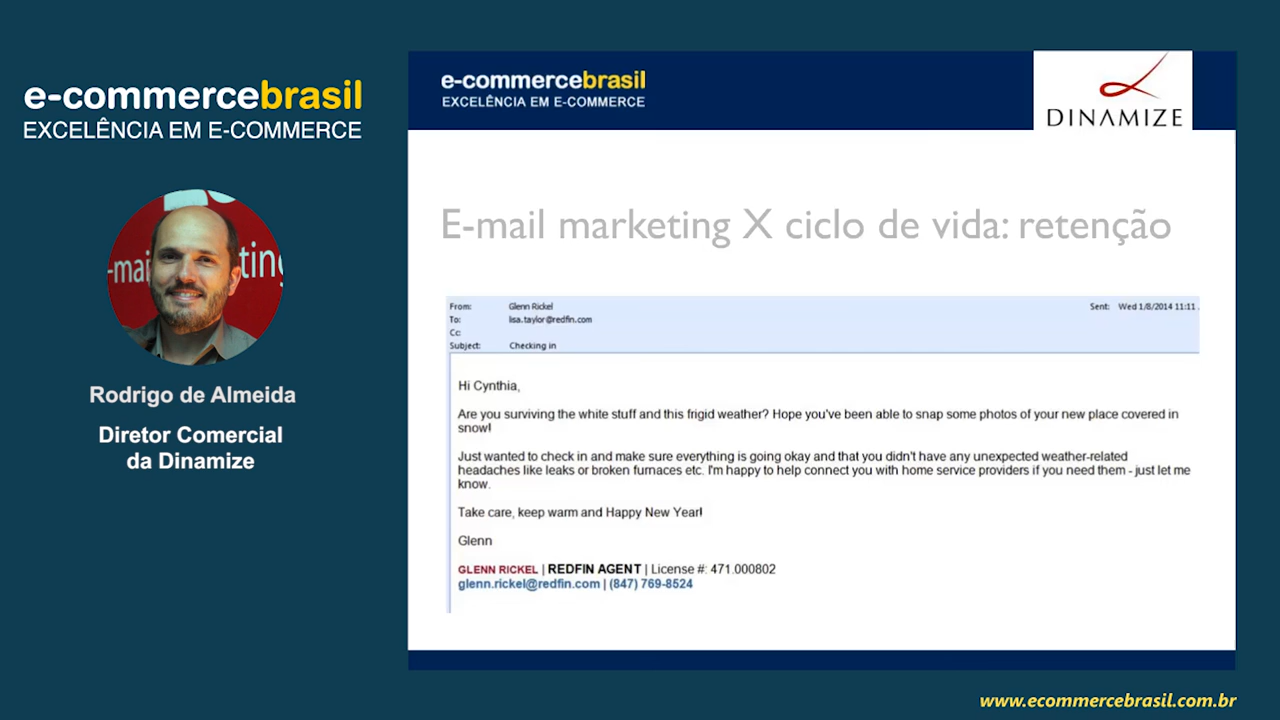 e-commercebrasil
EXCELÊNCIA EM E-COMMERCE
-mai
ting
Rodrigo de Almeida
Diretor Comercial
da Dinamize
e-commercebrasil
EXCELÊNCIA EM E-COMMERCE
DINAMIZE
E-mail marketing X ciclo de vida: retenção
From: Glenn Rickel Sent: Wed 1/8/2014 11:11
To: lisa.taylor@redfin.com
Cc:
Subject: Checking in
Hi Cynthia,
Are you surviving the white stuff and this frigid weather? Hope you've been able to snap some photos of your new place covered in
snow!
Just wanted to check in and make sure everything is going okay and that you didn't have any unexpected weather-related
headaches like leaks or broken furnaces etc. I'm happy to help connect you with home service providers if you need them - just let me
know.
Take care, keep warm and Happy New Year!
Glenn
GLENN RICKEL | REDFIN AGENT | License #: 471.000802
glenn.rickel@redfin.com | (847) 769-8524
www.ecommercebrasil.com.br